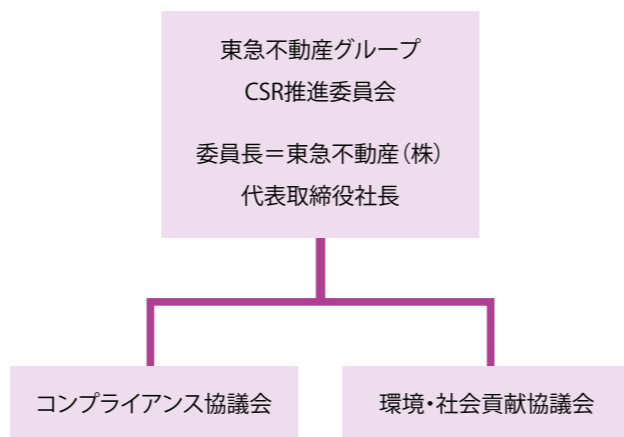 東急不動産グループ
CSR推進委員会
委員長＝東急不動産（株）
代表取締役社長
コンプライアンス協議会
環境・社会貢献協議会